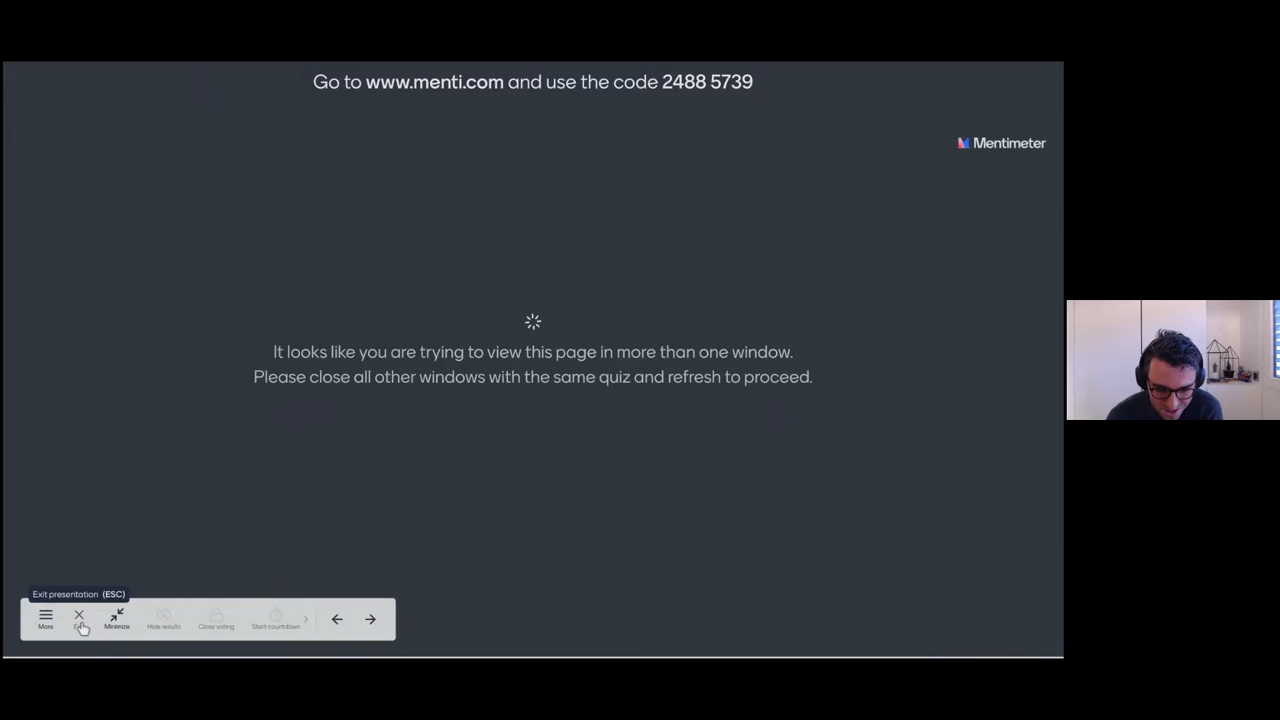 Go to www.menti.com and use the code 2488 5739
Mentimeter
It looks like you are trying to view this page in more than one window.
Please close all other windows with the same quiz and refresh to proceed.
Exit presentation (ESC)
More
Minimize
Hide results
Close voting
Start countdown